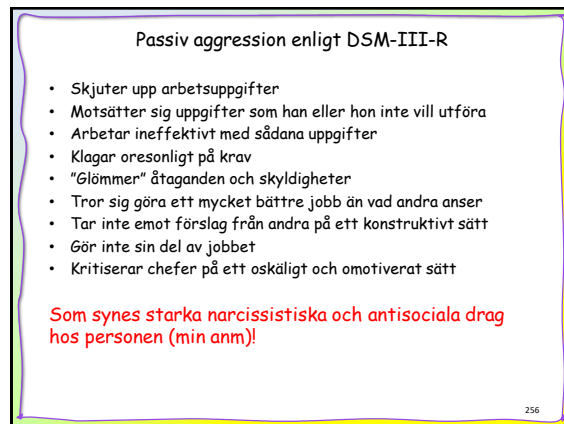 Passiv aggression enligt DSM-III-R
• Skjuter upp arbetsuppgifter
• Motsätter sig uppgifter som han eller hon inte vill utföra
• Arbetar ineffektivt med sådana uppgifter
• Klagar oresonligt på krav
• ”Glömmer” åtaganden och skyldigheter
• Tror sig göra ett mycket bättre jobb än vad andra anser
• Tar inte emot förslag från andra på ett konstruktivt sätt
• Gör inte sin del av jobbet
• Kritiserar chefer på ett oskäligt och omotiverat sätt
Som synes starka narcissistiska och antisociala drag
hos personen (min anm)!
256